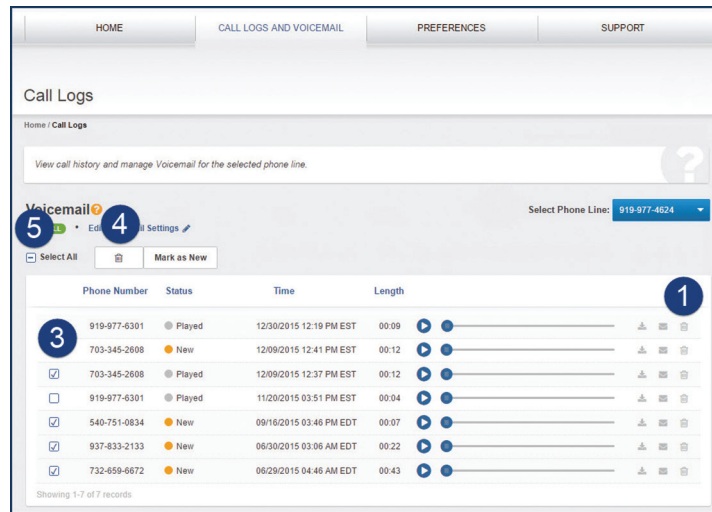 HOME CALL LOGS AND VOICEMAIL PREFERENCES SUPPORT
Call Logs
Home / Call Logs
View call history and manage Voicemail for the selected phone line.
?
Voicemail ?
Select Phone Line: 919-977-4624
5
4
Settings
Select All
Mark as New
Phone Number Status Time Length
1
3
919-977-6301 Played 12/30/2015 12:19 PM EST 00:09
703-345-2608 New 12/09/2015 12:41 PM EST 00:12
703-345-2608 Played 12/09/2015 12:37 PM EST 00:12
919-977-6301 Played 11/20/2015 03:51 PM EST 00:04
540-751-0834 New 09/16/2015 03:46 PM EDT 00:07
937-833-2133 New 06/30/2015 03:06 AM EDT 00:22
732-659-6672 New 06/29/2015 04:46 AM EDT 00:43
Showing 1-7 of 7 records